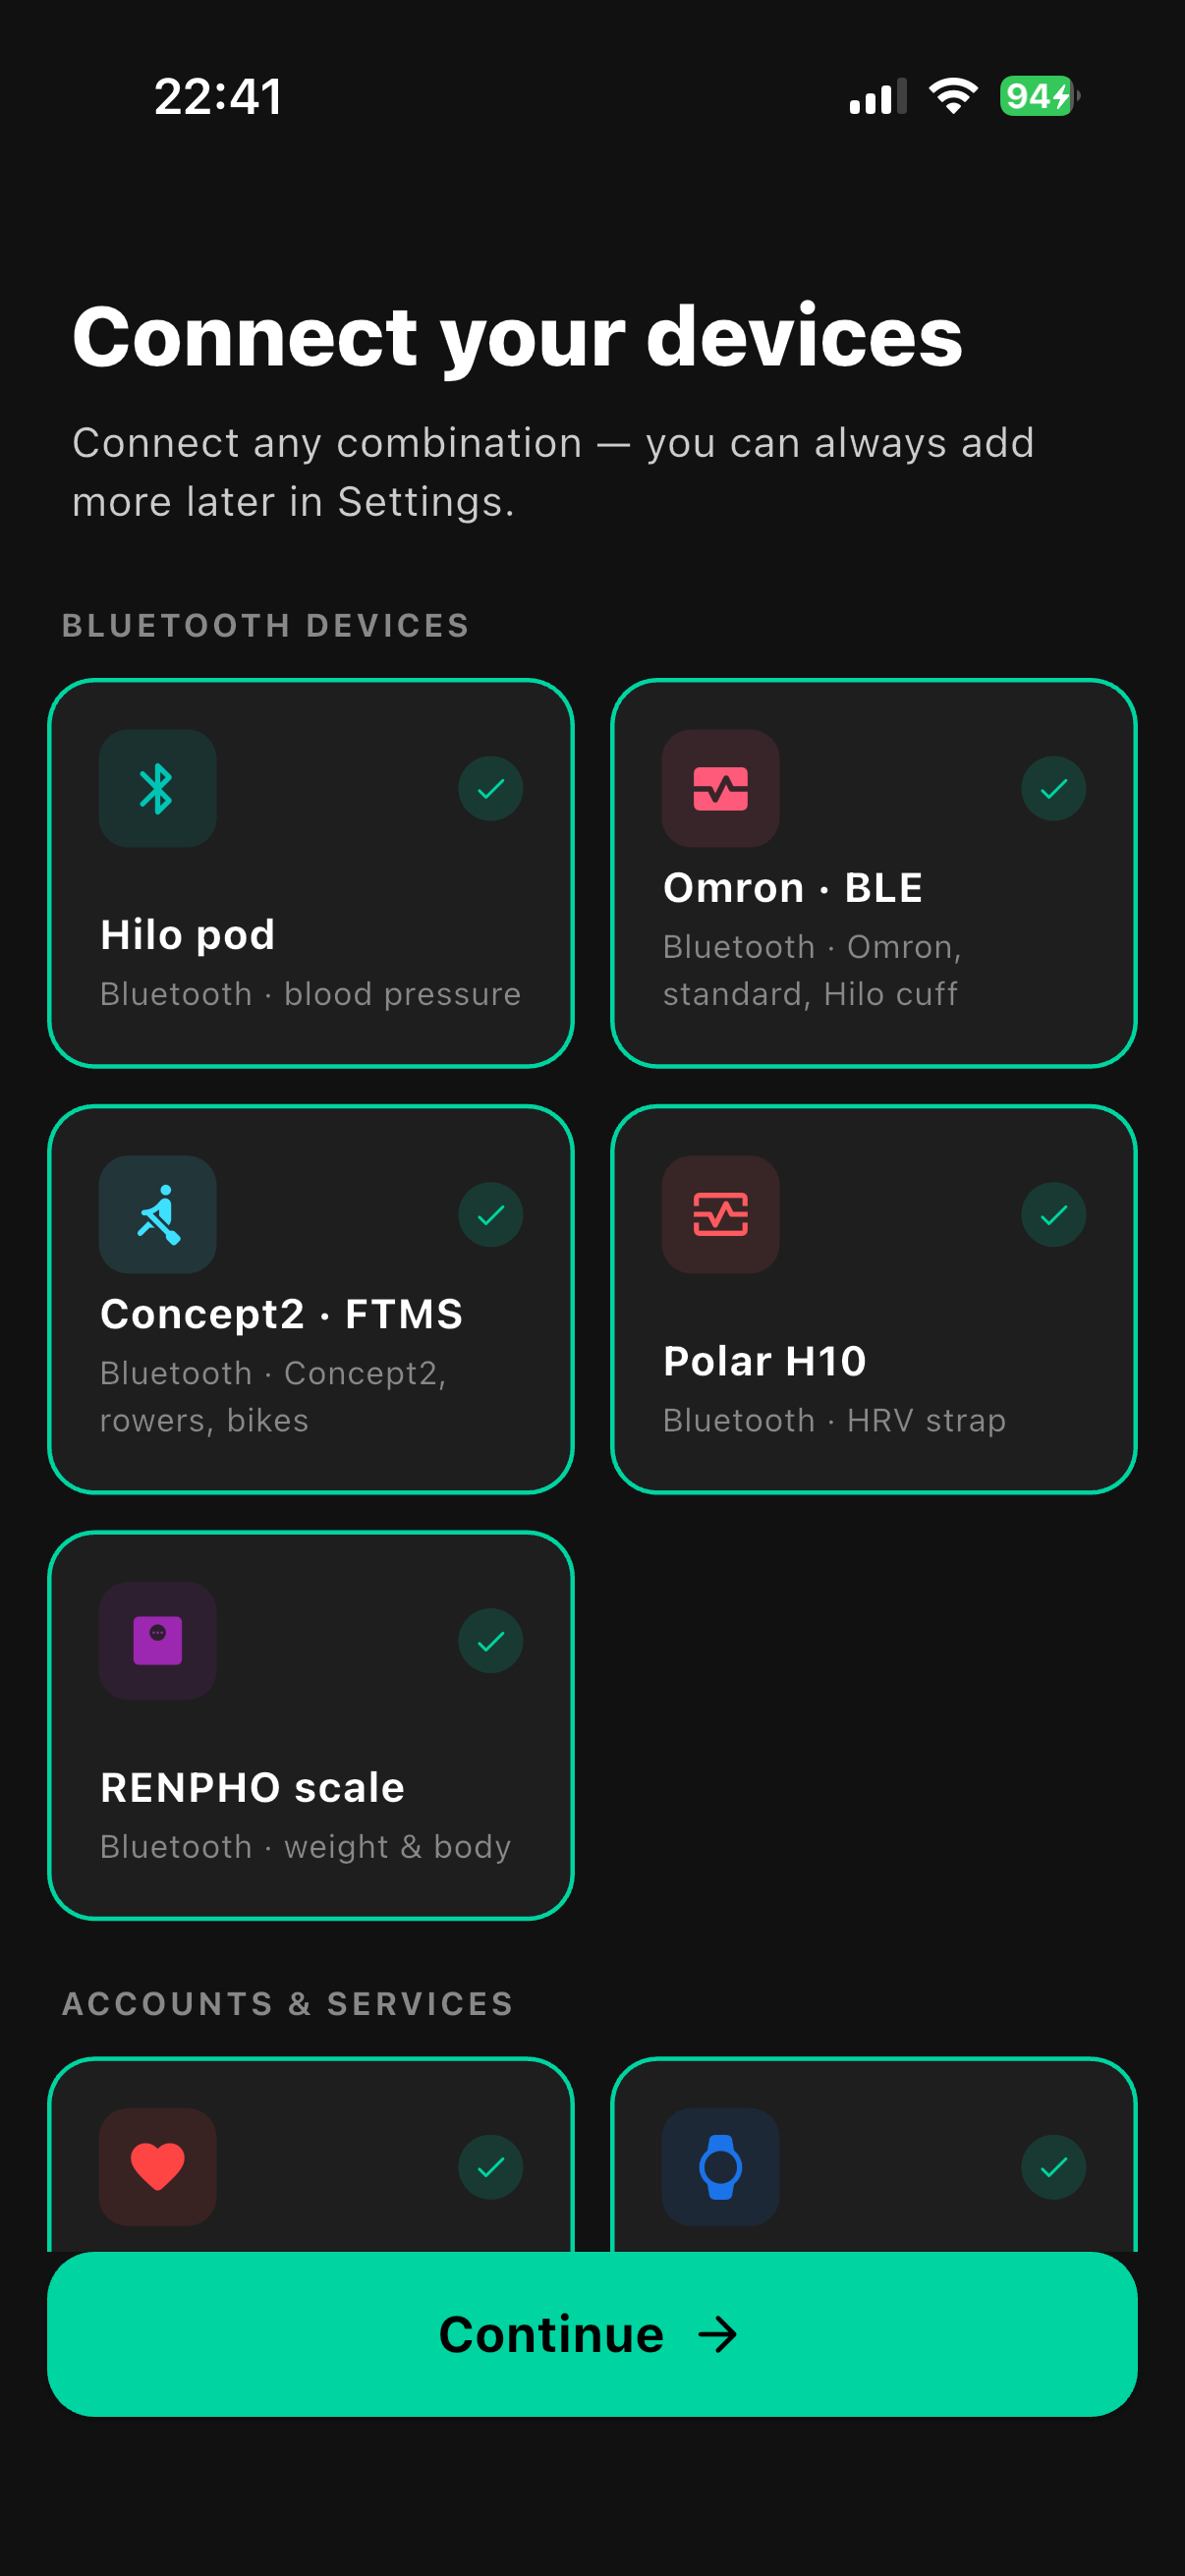 22:41
94
Connect your devices
Connect any combination — you can always add
more later in Settings.
BLUETOOTH DEVICES
Hilo pod
Bluetooth · blood pressure
Omron · BLE
Bluetooth · Omron,
standard, Hilo cuff
Concept2 · FTMS
Bluetooth · Concept2,
rowers, bikes
Polar H10
Bluetooth · HRV strap
RENPHO scale
Bluetooth · weight & body
ACCOUNTS & SERVICES
Continue →